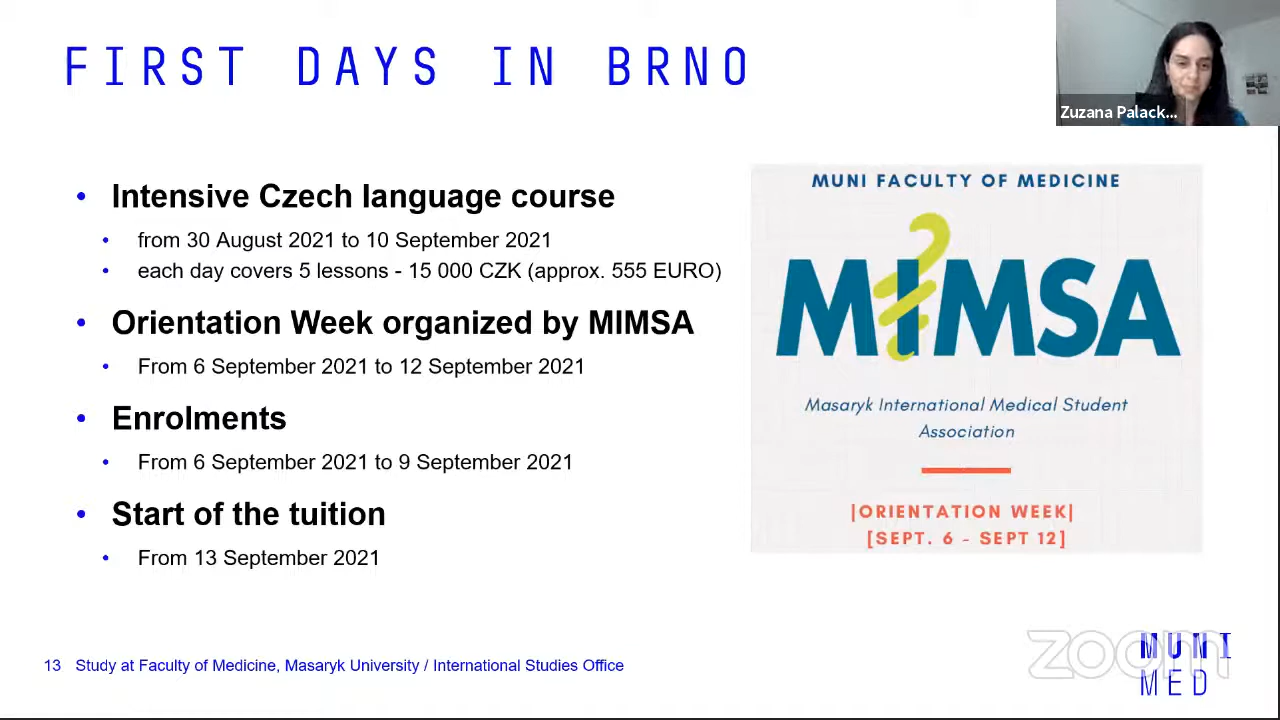 FIRST DAYS IN BRNO
Zuzana Palack...
• Intensive Czech language course
• from 30 August 2021 to 10 September 2021
• each day covers 5 lessons - 15 000 CZK (approx. 555 EURO)
• Orientation Week organized by MIMSA
• From 6 September 2021 to 12 September 2021
• Enrolments
• From 6 September 2021 to 9 September 2021
• Start of the tuition
• From 13 September 2021
MUNI FACULTY OF MEDICINE
MIMSA
Masaryk International Medical Student
Association
|ORIENTATION WEEK|
[SEPT. 6 - SEPT 12]
13 Study at Faculty of Medicine, Masaryk University / International Studies Office
zoom
MUNI
MED